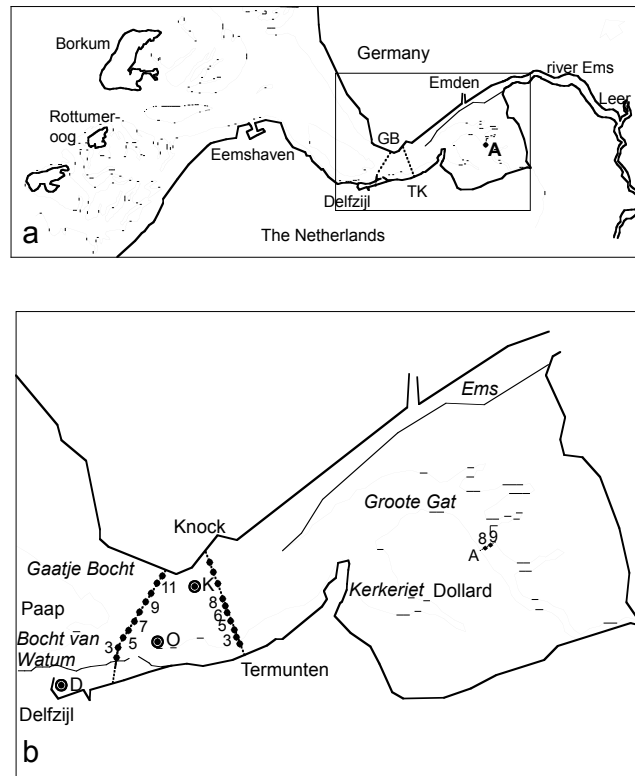 Borkum
Germany
river Ems
Emden
Leer
Rottumer-
oog
GB
Eemshaven
A
Delfzijl
TK
a
The Netherlands
Ems
Groote Gat
8 9
A
Knock
Gaatje Bocht
11
K
Kerkeriet Dollard
Paap
9
8
6
7
5
Bocht van
Watum
3
5
O
3
Termunten
D
Delfzijl
b